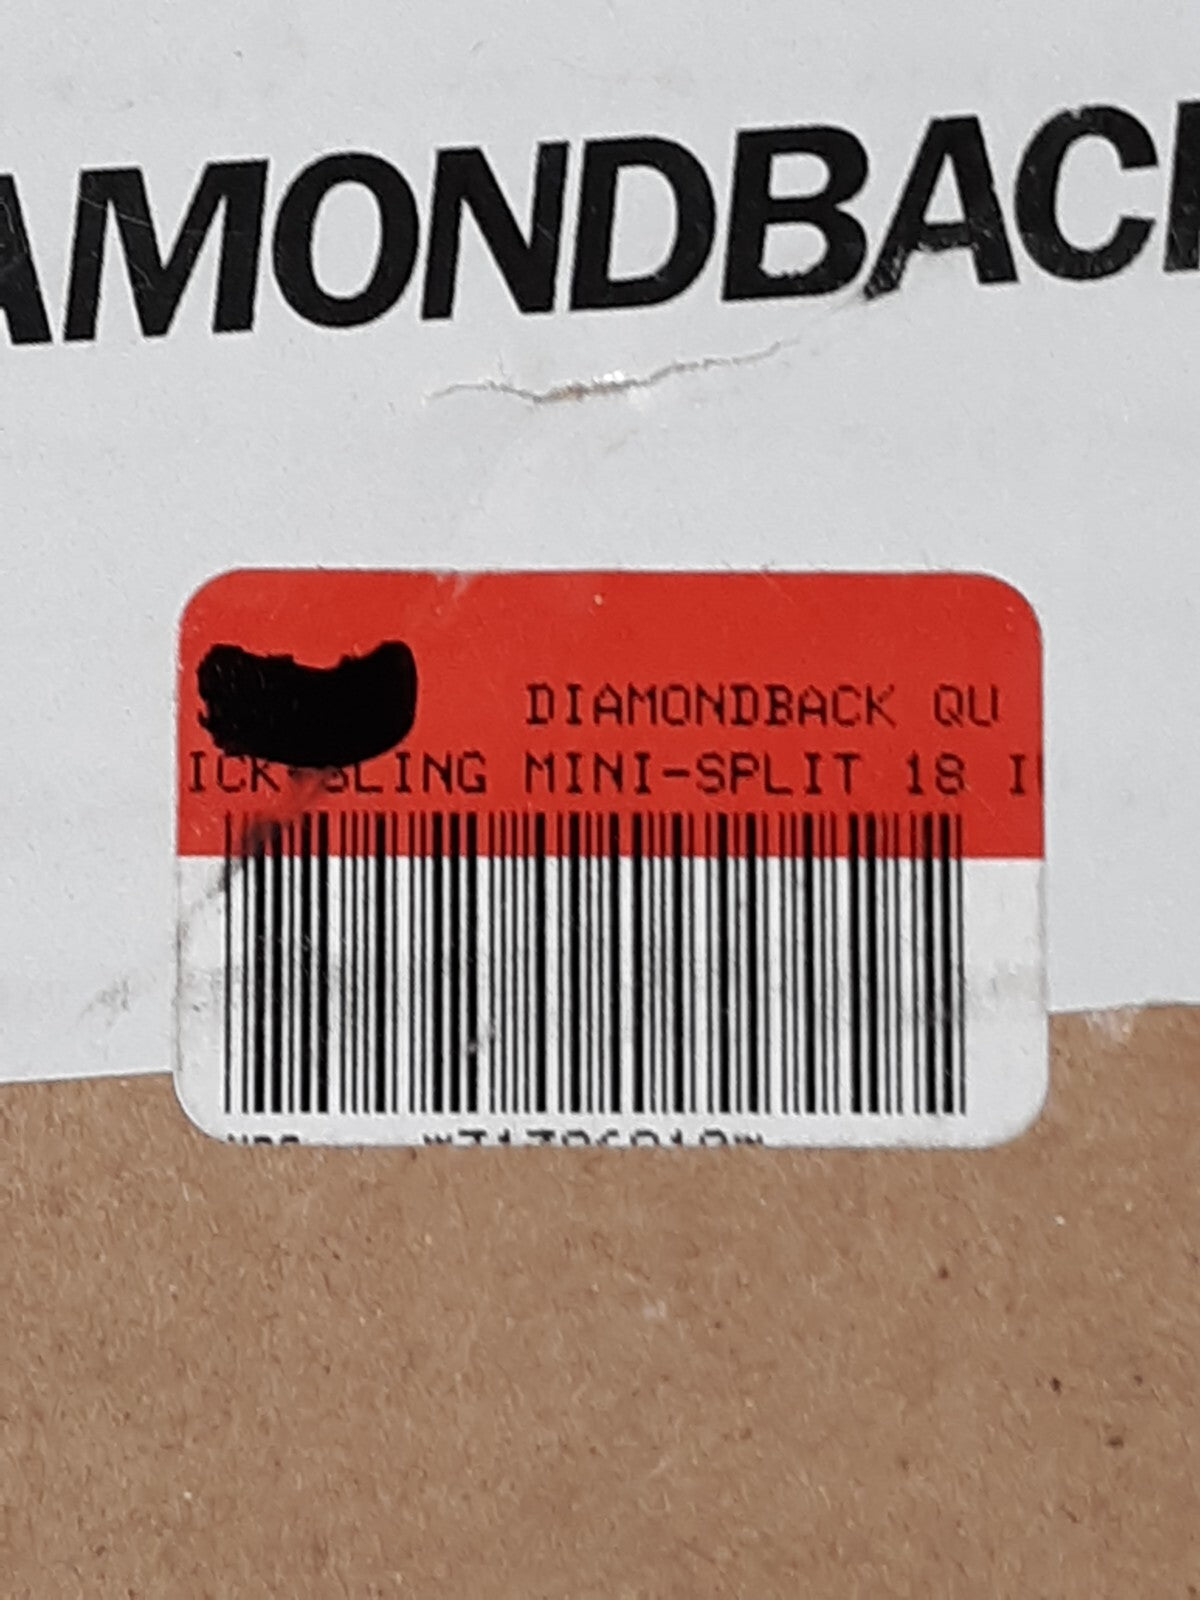 AMONDBACK
DIAMONDBACK QU
ICK-SLING MINI-SPLIT 18 I